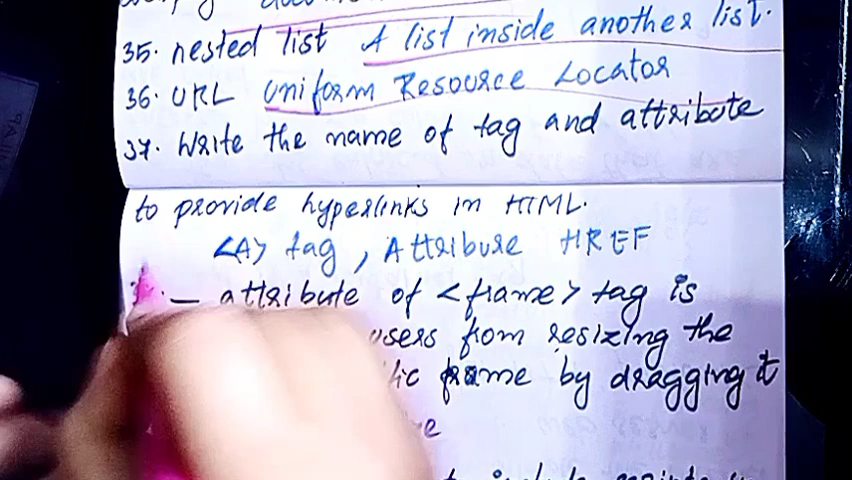 35. nested list A list inside another list.
36. URL Uniform Resource Locator
37. Write the name of tag and attribute
to provide hyperlinks in HTML.
<A> tag, Attribure HREF
— attribute of <frame> tag is
users from resizing the
frame by dragging it